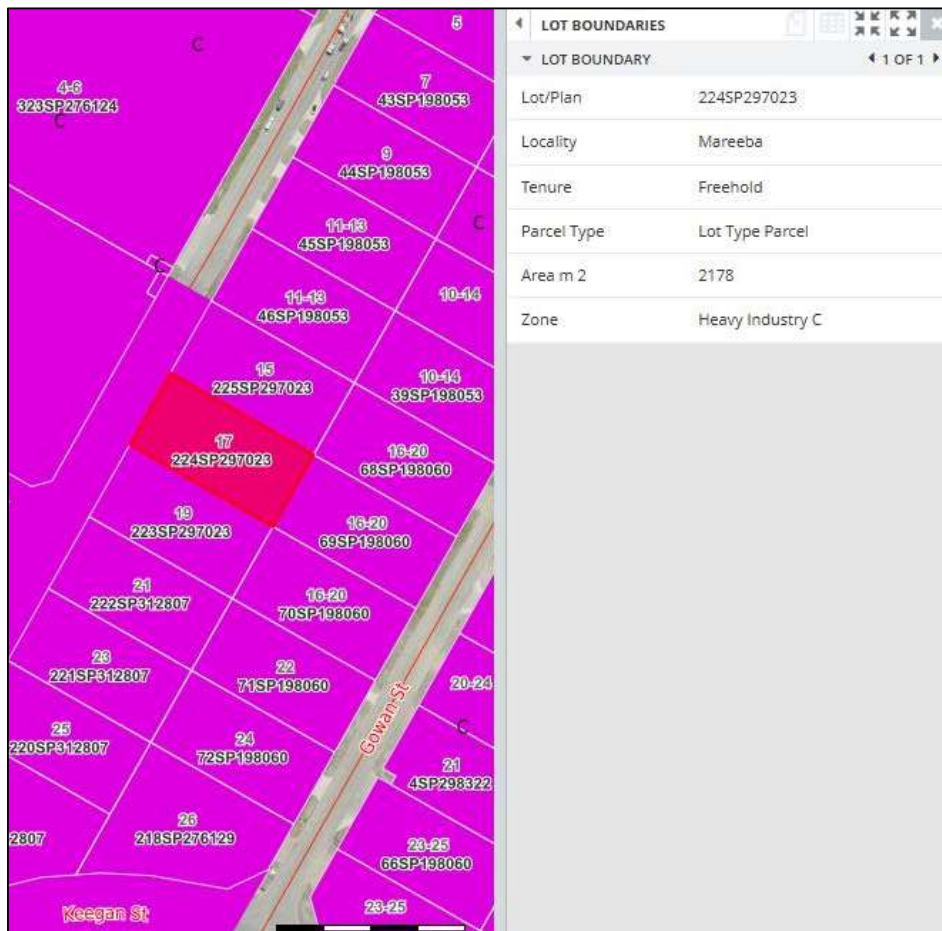 5
C
4-6
323SP276124
C
7
43SP198053
9
44SP198053
11-13
45SP198053
C
C
10-14
11-13
46SP198053
15
225SP297023
10-14
39SP198053
17
224SP297023
16-20
68SP198060
19
223SP297023
16-20
69SP198060
21
222SP312807
16-20
70SP198060
23
221SP312807
22
71SP198060
20-24
Gowan St
C
25
220SP312807
24
72SP198060
21
4SP298322
2807
26
218SP276129
23-25
66SP198060
Keegan St
23-25
LOT BOUNDARIES
LOT BOUNDARY
1 OF 1
Lot/Plan 224SP297023
Locality Mareeba
Tenure Freehold
Parcel Type Lot Type Parcel
Area m 2 2178
Zone Heavy Industry C